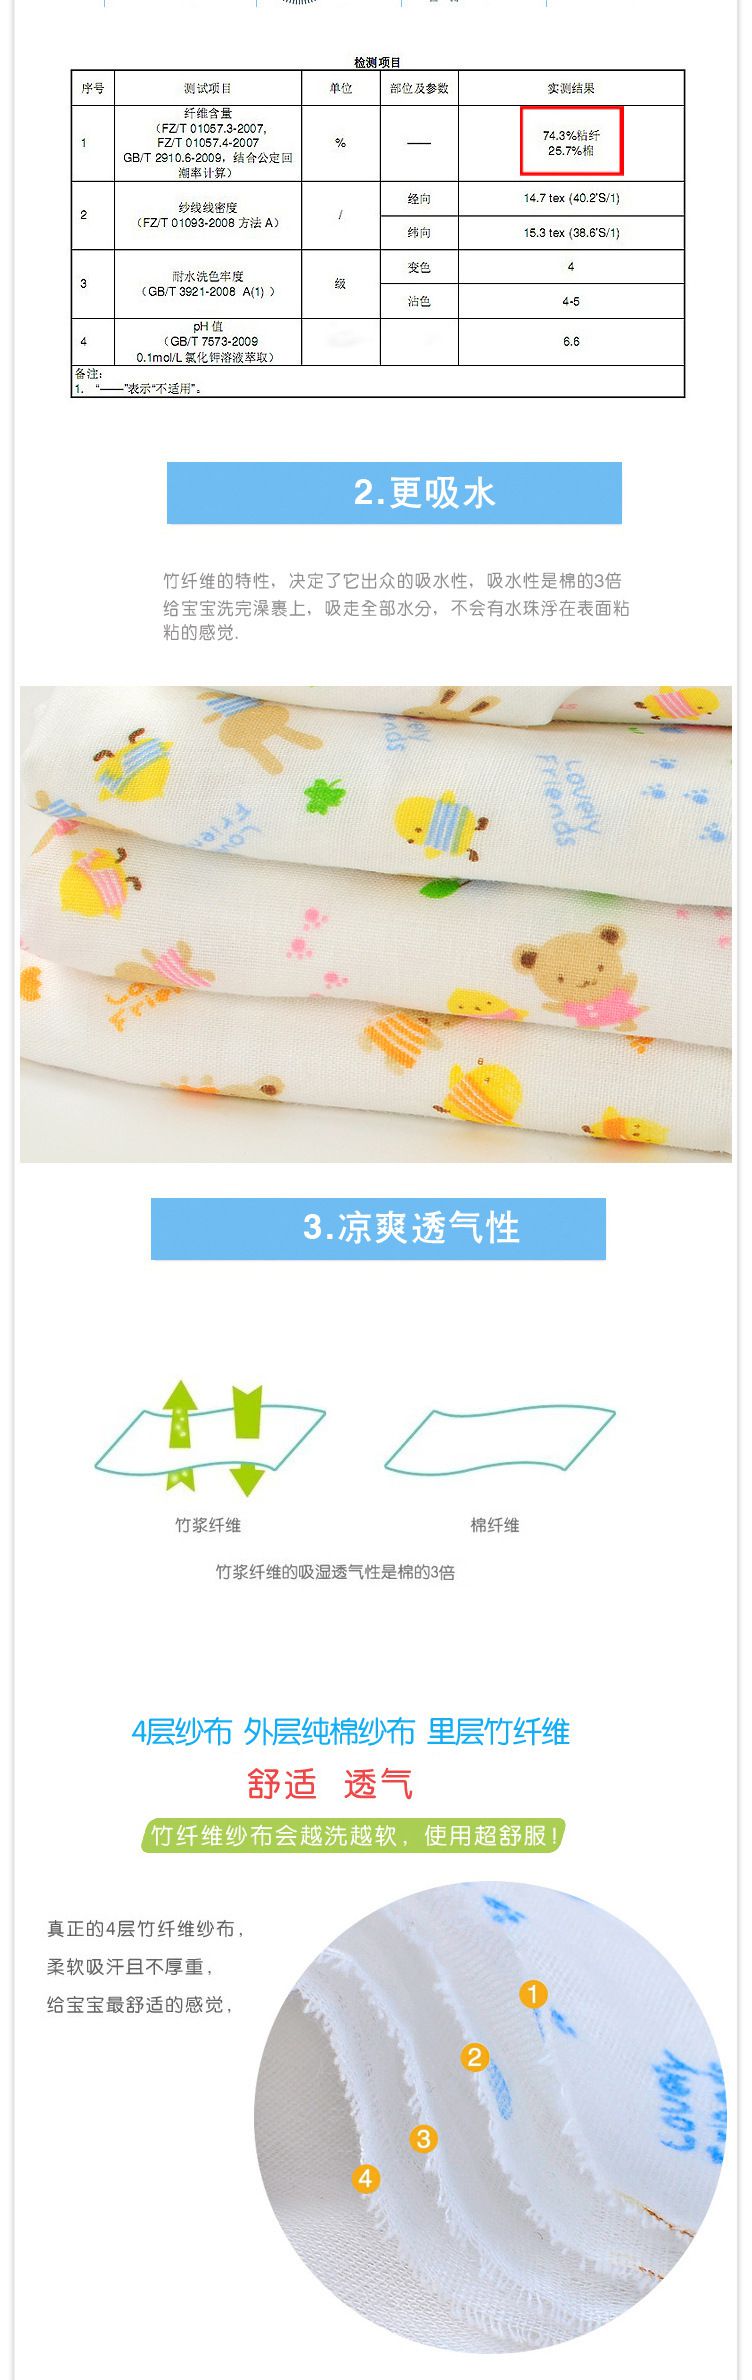 检测项目
序号 测试项目 单位 部位及参数 实测结果
1
纤维含量
（FZ/T 01057.3-2007,
FZ/T 01057.4-2007
GB/T 2910.6-2009，结合公定回
潮率计算）
%
——
74.3%粘纤
25.7%棉
2
纱线线密度
（FZ/T 01093-2008 方法 A）
/
经向 14.7 tex (40.2'S/1)
纬向 15.3 tex (38.6'S/1)
3
耐水洗色牢度
（GB/T 3921-2008 A(1) ）
级
变色 4
沾色 4-5
4
pH 值
（GB/T 7573-2009
0.1mol/L 氯化钾溶液萃取）
6.6
备注：
1. “——”表示“不适用”。
2.更吸水
竹纤维的特性，决定了它出众的吸水性，吸水性是棉的3倍
给宝宝洗完澡裹上，吸走全部水分，不会有水珠浮在表面粘
粘的感觉.
Lovely
Friends
3.凉爽透气性
竹浆纤维 棉纤维
竹浆纤维的吸湿透气性是棉的3倍
4层纱布 外层纯棉纱布 里层竹纤维
舒适 透气
竹纤维纱布会越洗越软，使用超舒服！
真正的4层竹纤维纱布，
柔软吸汗且不厚重，
给宝宝最舒适的感觉，
1
2
3
4
Lovely